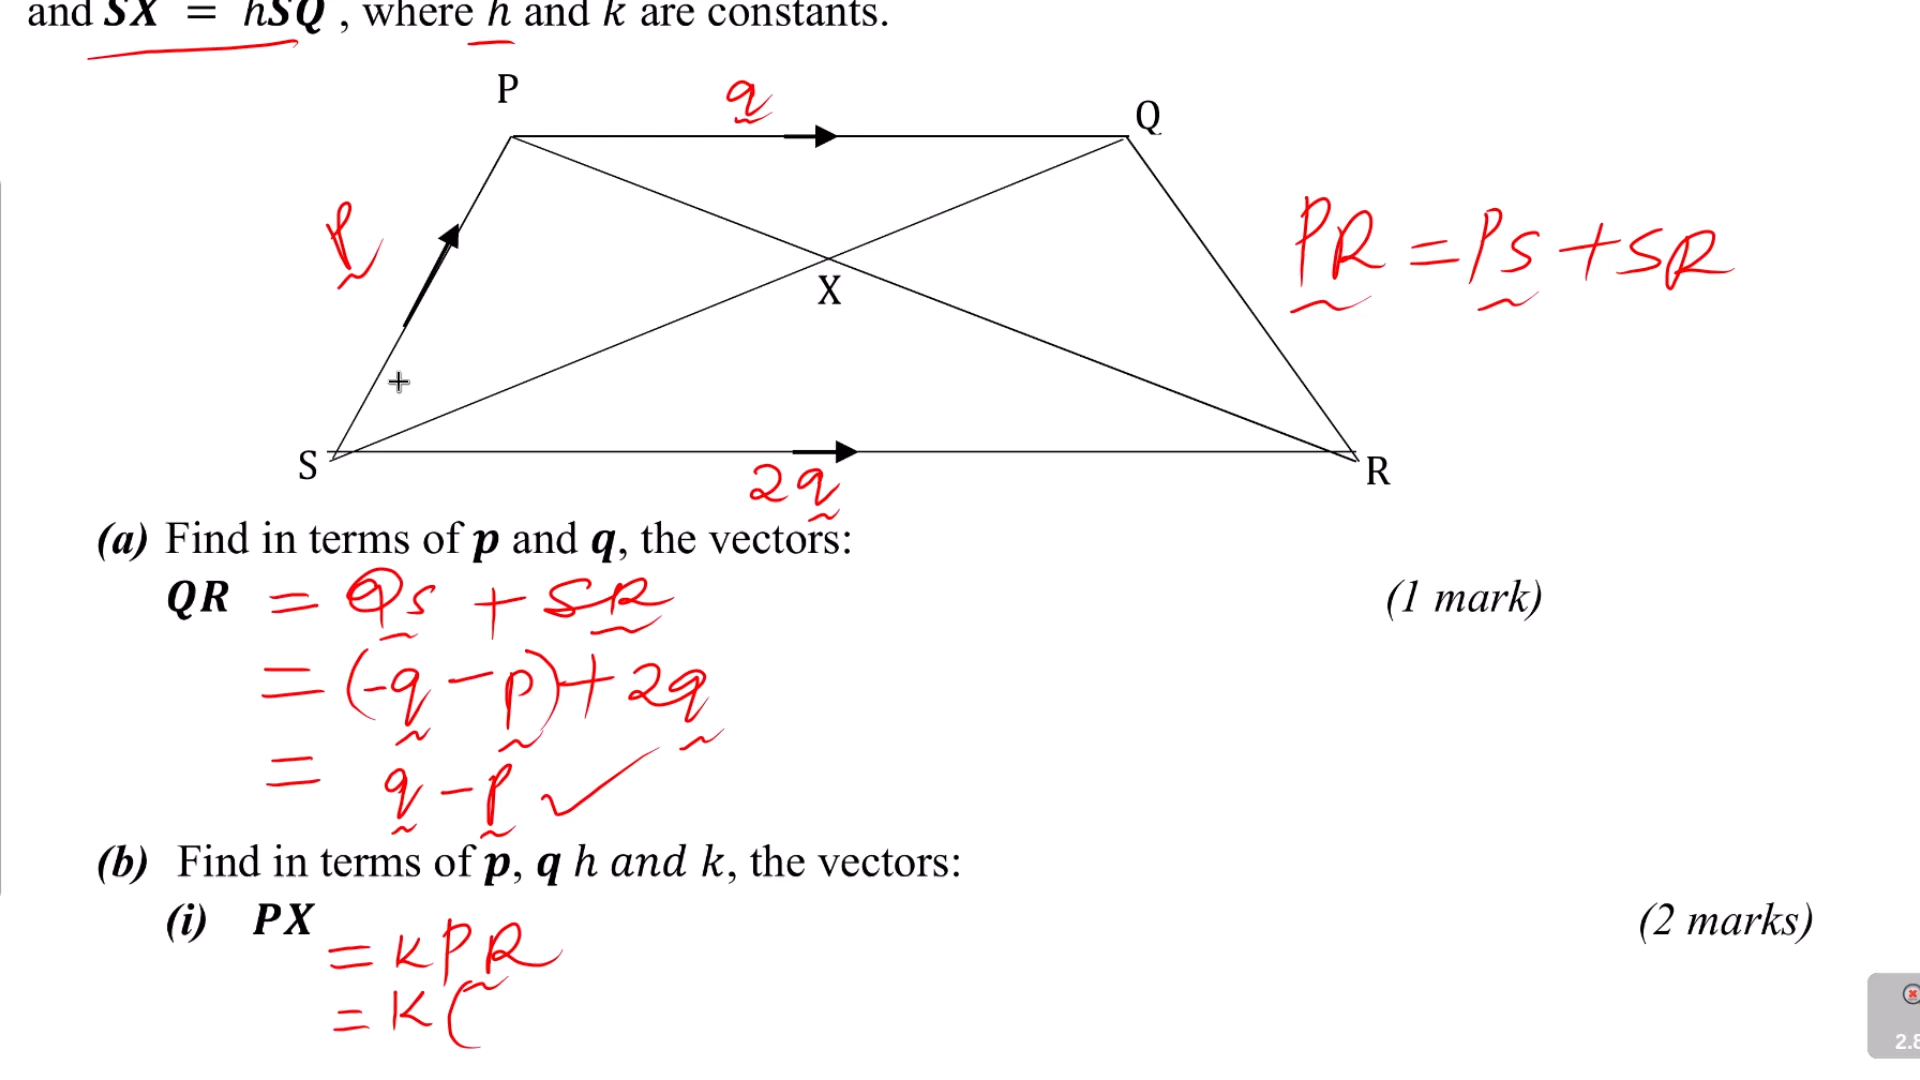 and SX = hSQ , where h and k are constants.
P
q
Q
p
PR = PS + SR
X
S
2q
R
(a) Find in terms of p and q, the vectors:
QR = QS + SR (1 mark)
= (-q - p) + 2q
= q - p ✓
(b) Find in terms of p, q h and k, the vectors:
(i) PX (2 marks)
= KPR
= K(